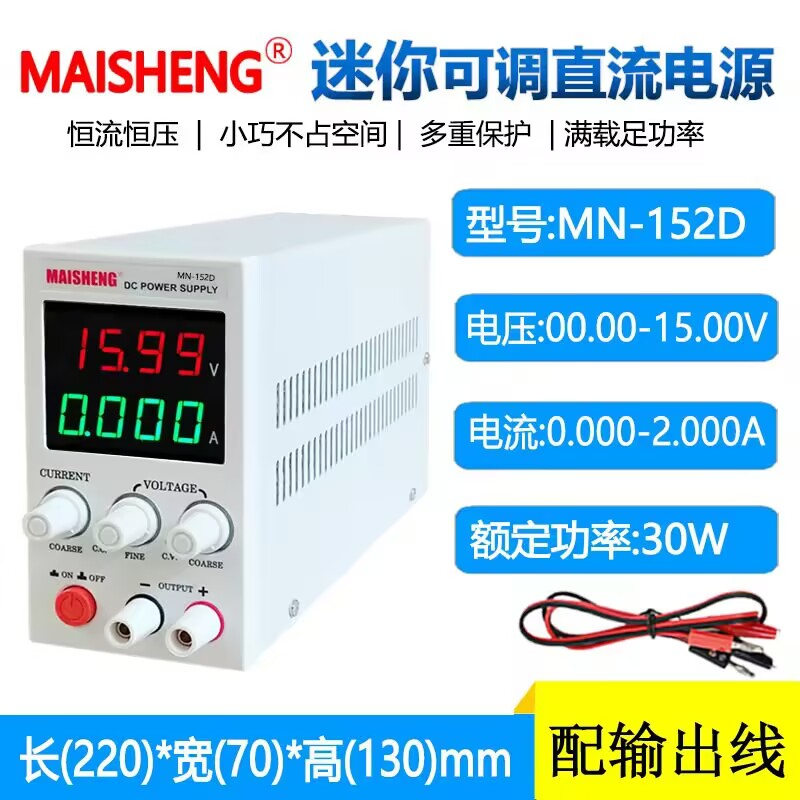 MAISHENG® 迷你可调直流电源
恒流恒压 | 小巧不占空间 | 多重保护 | 满载足功率
型号:MN-152D
电压:00.00-15.00V
电流:0.000-2.000A
额定功率:30W
MAISHENG® MN-152D
DC POWER SUPPLY
15.99 V
0.000 A
CURRENT VOLTAGE
COARSE C.C. FINE C.V. COARSE
ON OFF
- OUTPUT +
长(220)*宽(70)*高(130)mm
配输出线